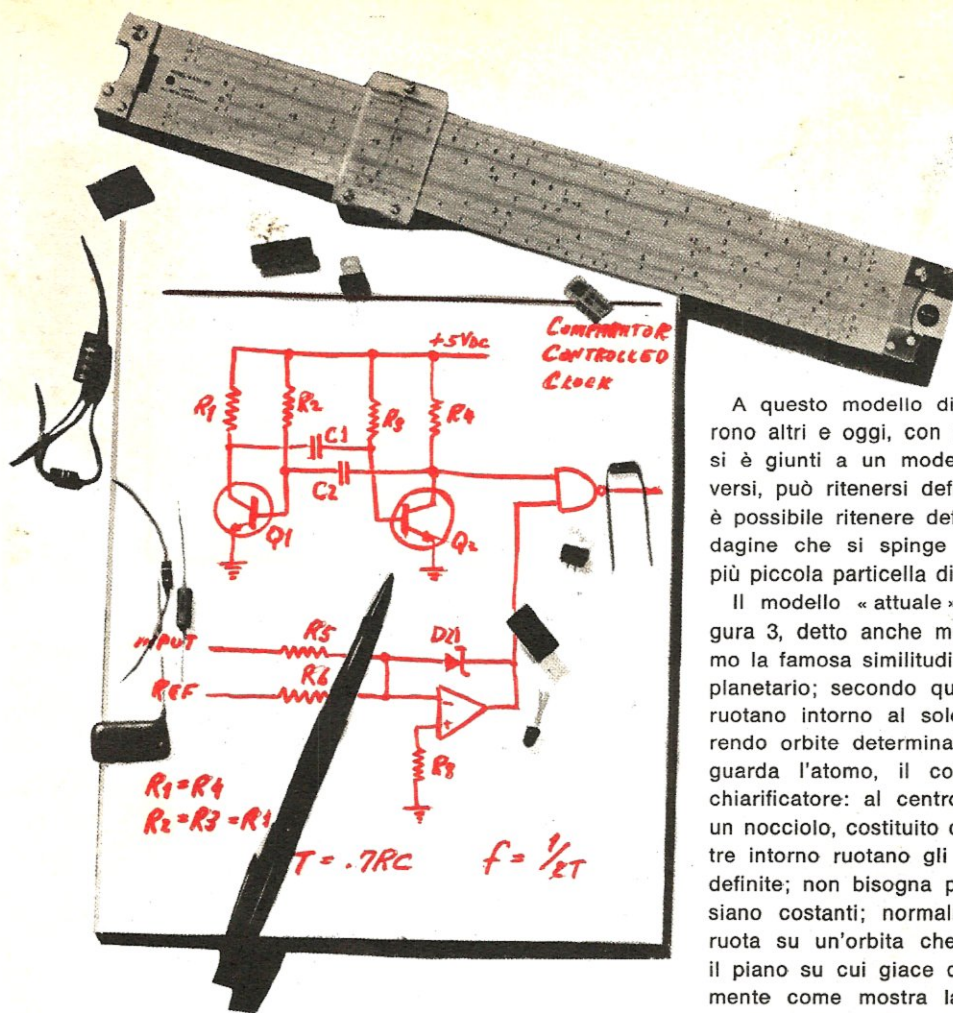 COMPARATOR
CONTROLLED
CLOCK
+5VDC
R1
R2
R3
R4
C1
C2
Q1
Q2
INPUT
R5
DZ1
REF
R6
-
+
R8
R1=R4
R2=R3=R1
T = .7RC
f = 1/2T
A questo modello di
rono altri e oggi, con
si è giunti a un mode
versi, può ritenersi def
è possibile ritenere def
dagine che si spinge
più piccola particella di
Il modello « attuale »
gura 3, detto anche m
mo la famosa similitudi
planetario; secondo qu
ruotano intorno al sole
rendo orbite determina
guarda l'atomo, il co
chiarificatore: al centro
un nocciolo, costituito
tre intorno ruotano gli
definite; non bisogna p
siano costanti; normali
ruota su un'orbita che
il piano su cui giace
mente come mostra la